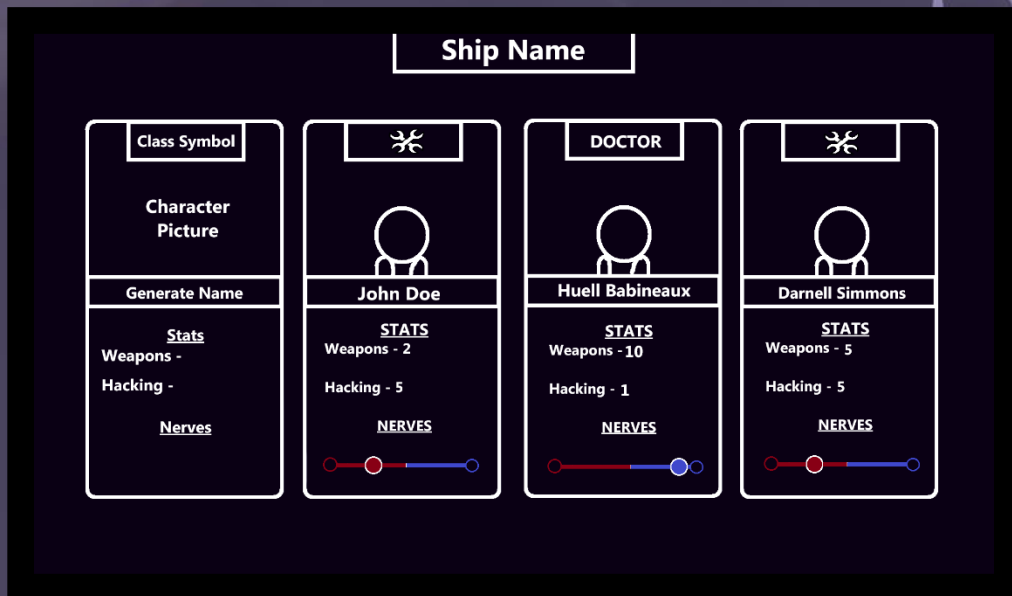 Ship Name
Class Symbol
Character
Picture
Generate Name
Stats
Weapons -
Hacking -
Nerves
John Doe
STATS
Weapons - 2
Hacking - 5
NERVES
DOCTOR
Huell Babineaux
STATS
Weapons - 10
Hacking - 1
NERVES
Darnell Simmons
STATS
Weapons - 5
Hacking - 5
NERVES